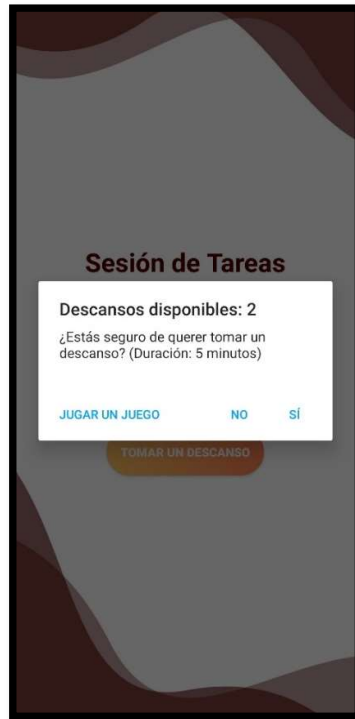 Sesión de Tareas
Descansos disponibles: 2
¿Estás seguro de querer tomar un
descanso? (Duración: 5 minutos)
JUGAR UN JUEGO NO SÍ
TOMAR UN DESCANSO